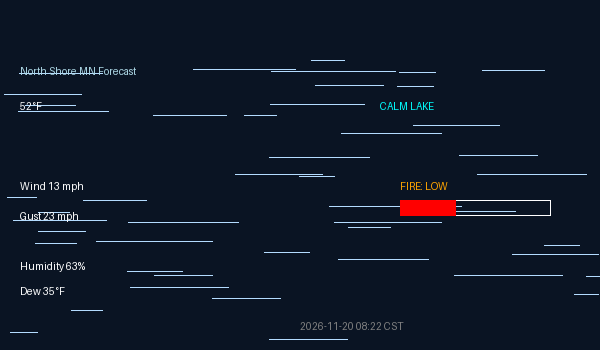 North Shore MN Forecast
52°F
CALM LAKE
Wind 13 mph
FIRE: LOW
Gust 23 mph
Humidity 63%
Dew 35°F
2026-11-20 08:22 CST